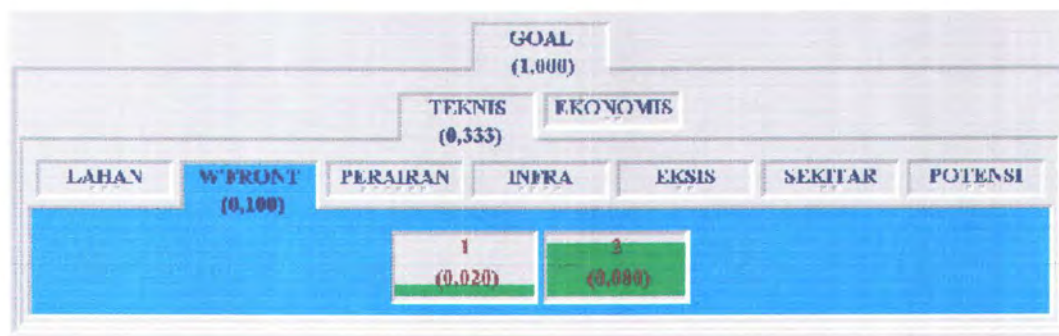 GOAL
(1,000)
TEKNIS EKONOMIS
(0,333)
LAHAN W'FRONT PERAIRAN INFRA EKSIS SEKITAR POTENSI
(0,100)
1 3
(0,020) (0,080)